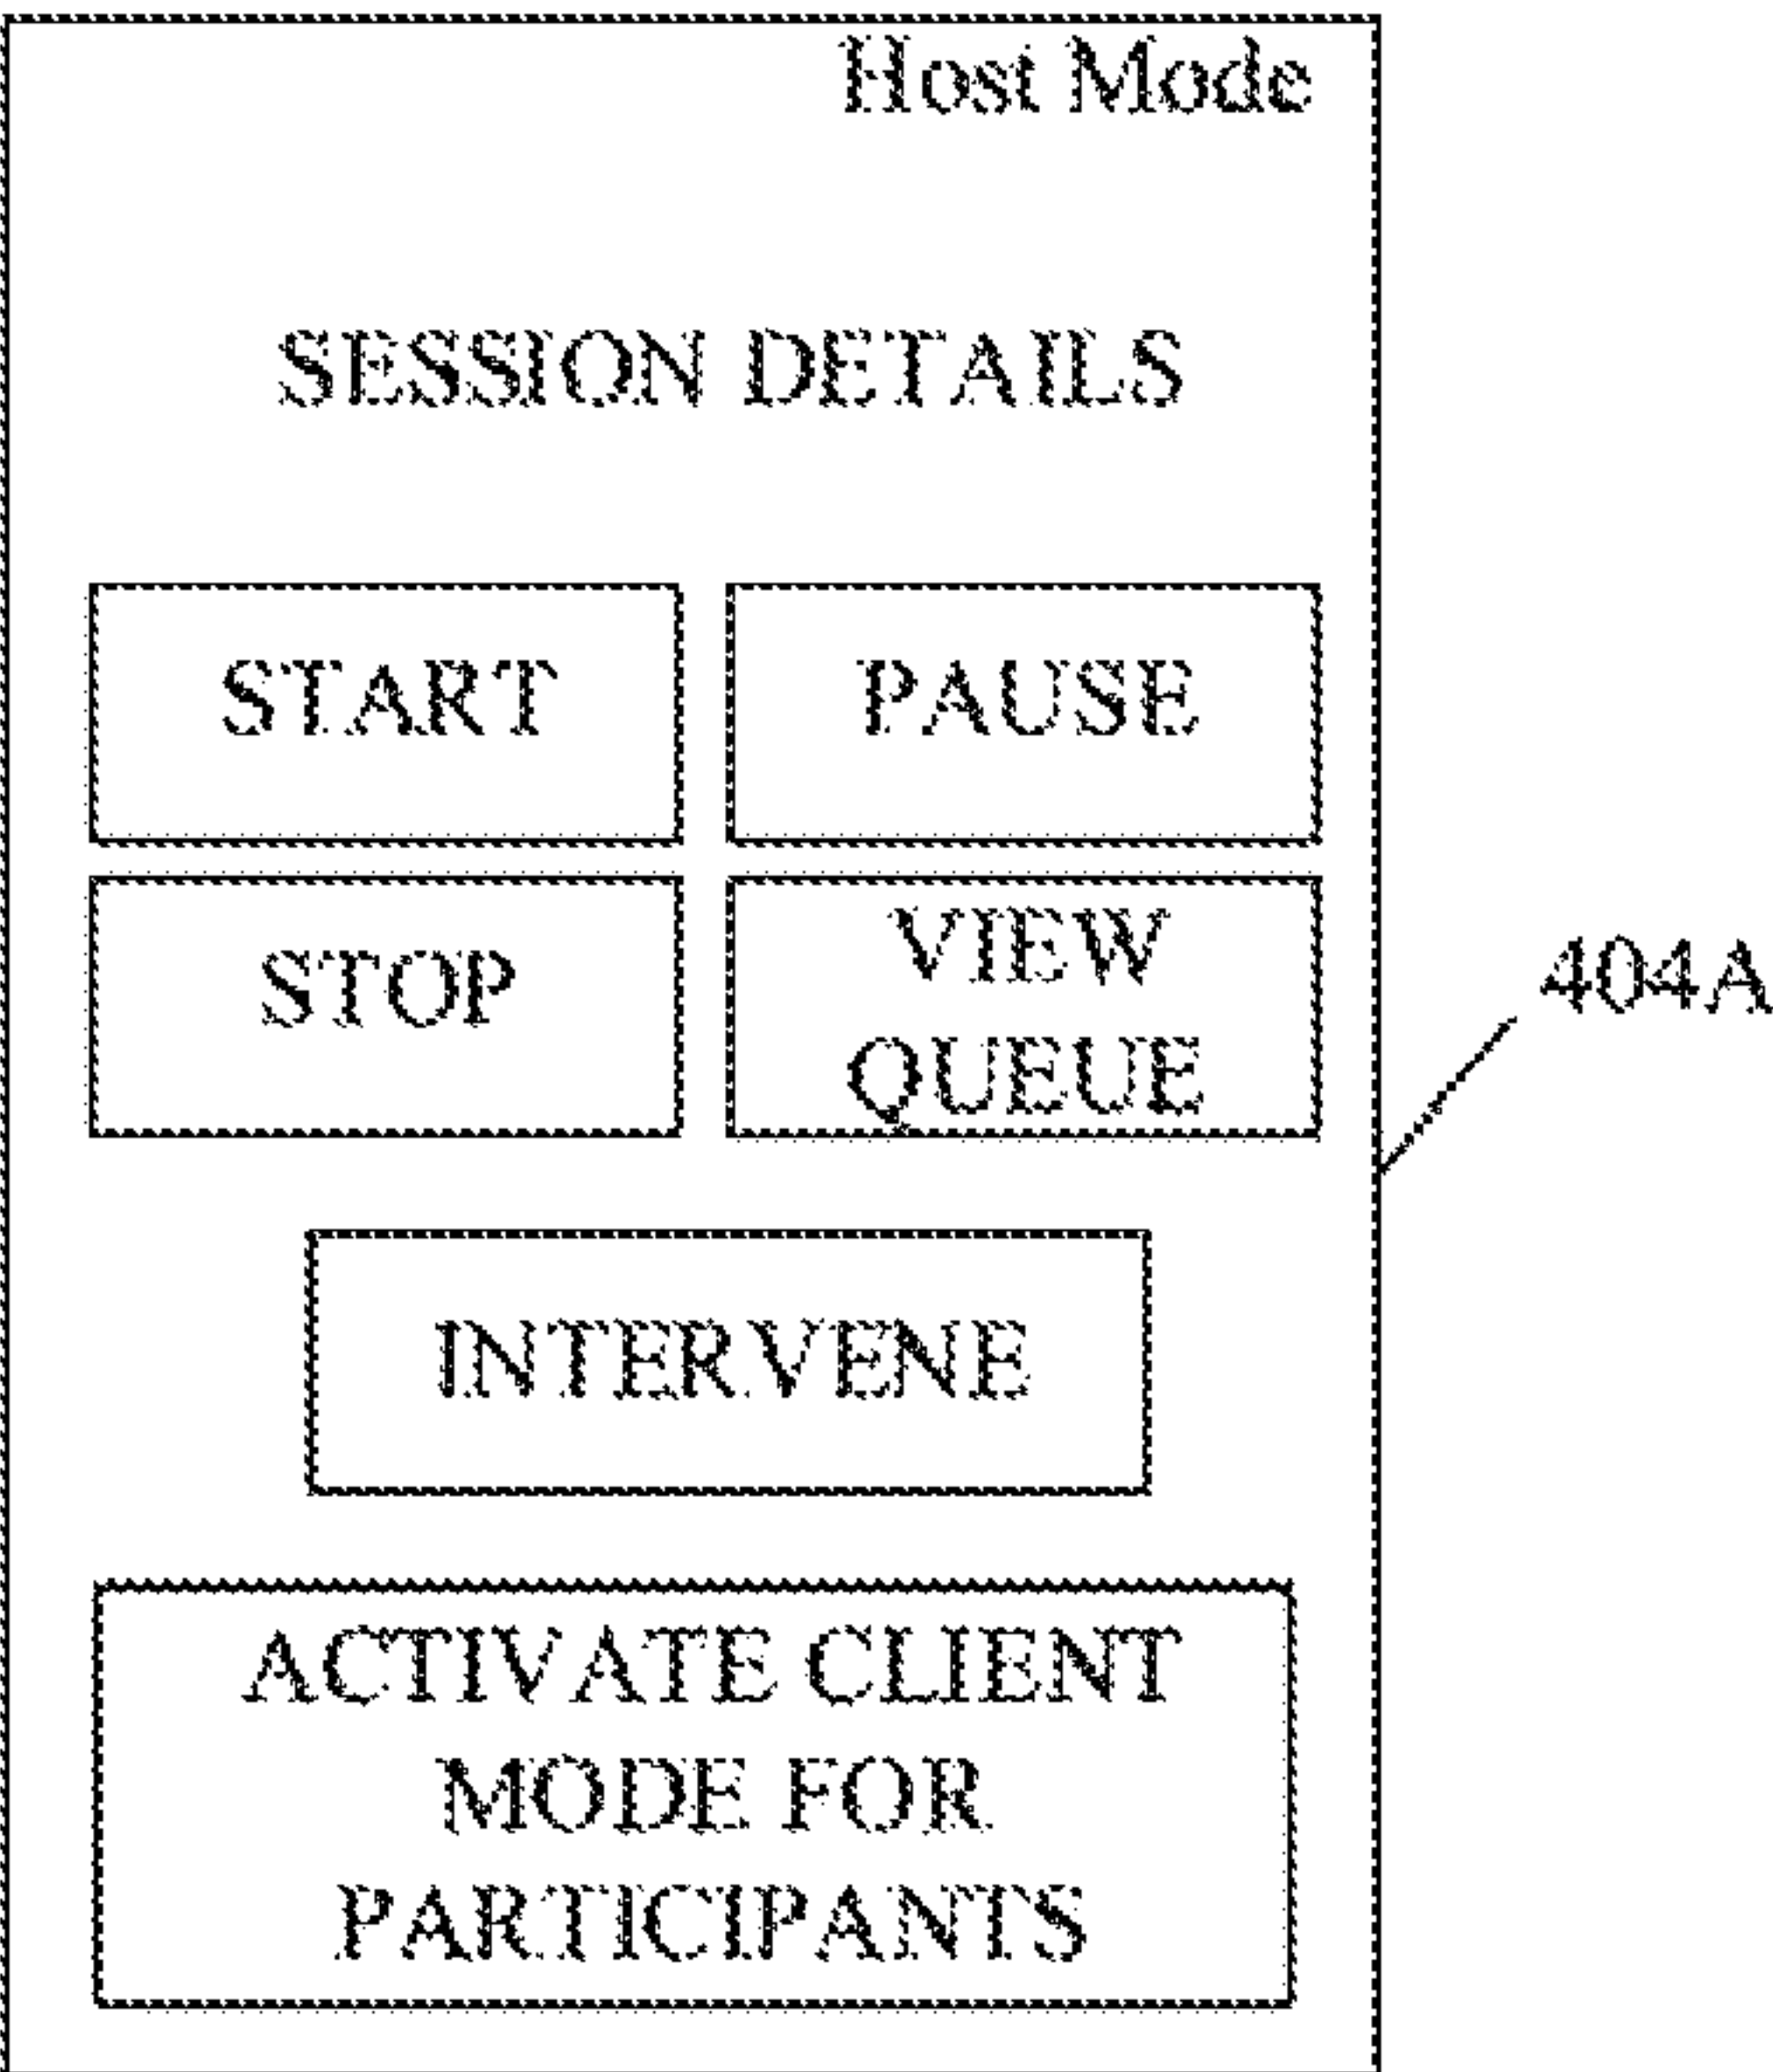 Host Mode
SESSION DETAILS
START
PAUSE
STOP
VIEW
QUEUE
404A
INTERVENE
ACTIVATE CLIENT
MODE FOR
PARTICIPANTS